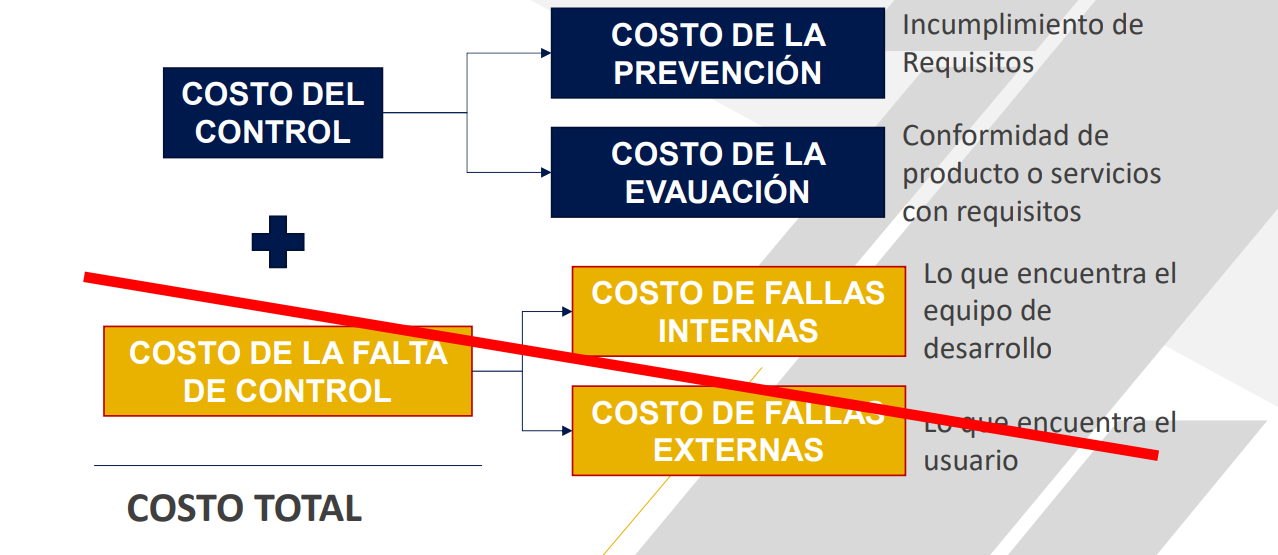 COSTO DE LA
PREVENCIÓN
Incumplimiento de
Requisitos
COSTO DEL
CONTROL
COSTO DE LA
EVAUACIÓN
Conformidad de
producto o servicios
con requisitos
COSTO DE FALLAS
INTERNAS
Lo que encuentra el
equipo de
desarrollo
COSTO DE LA FALTA
DE CONTROL
COSTO DE FALLAS
EXTERNAS
Lo que encuentra el
usuario
COSTO TOTAL